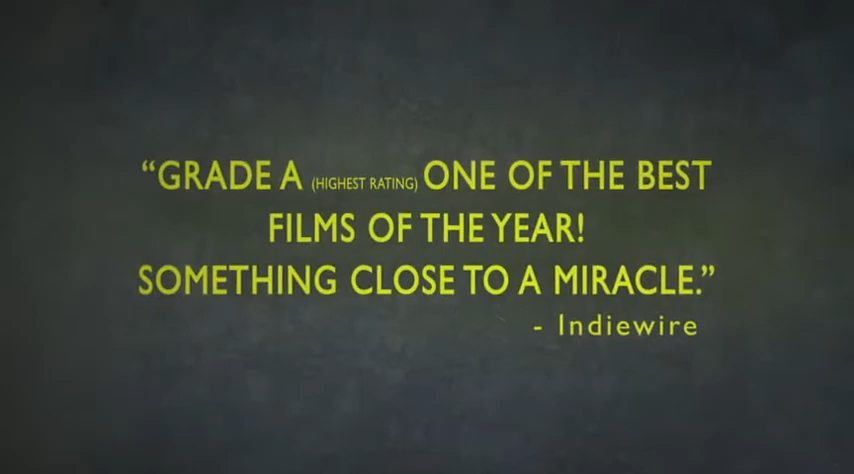 “GRADE A (HIGHEST RATING) ONE OF THE BEST
FILMS OF THE YEAR!
SOMETHING CLOSE TO A MIRACLE.”
- Indiewire